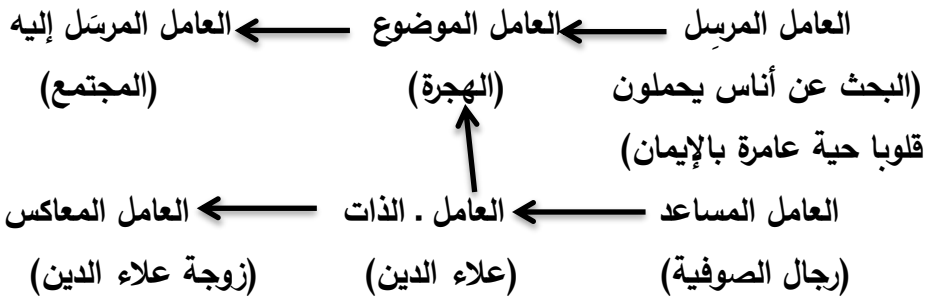 العامل المرسِل العامل الموضوع العامل المرسَل إليه
(البحث عن أناس يحملون (الهجرة) (المجتمع)
قلوبا حية عامرة بالإيمان)
العامل المساعد العامل . الذات العامل المعاكس
(رجال الصوفية) (علاء الدين) (زوجة علاء الدين)